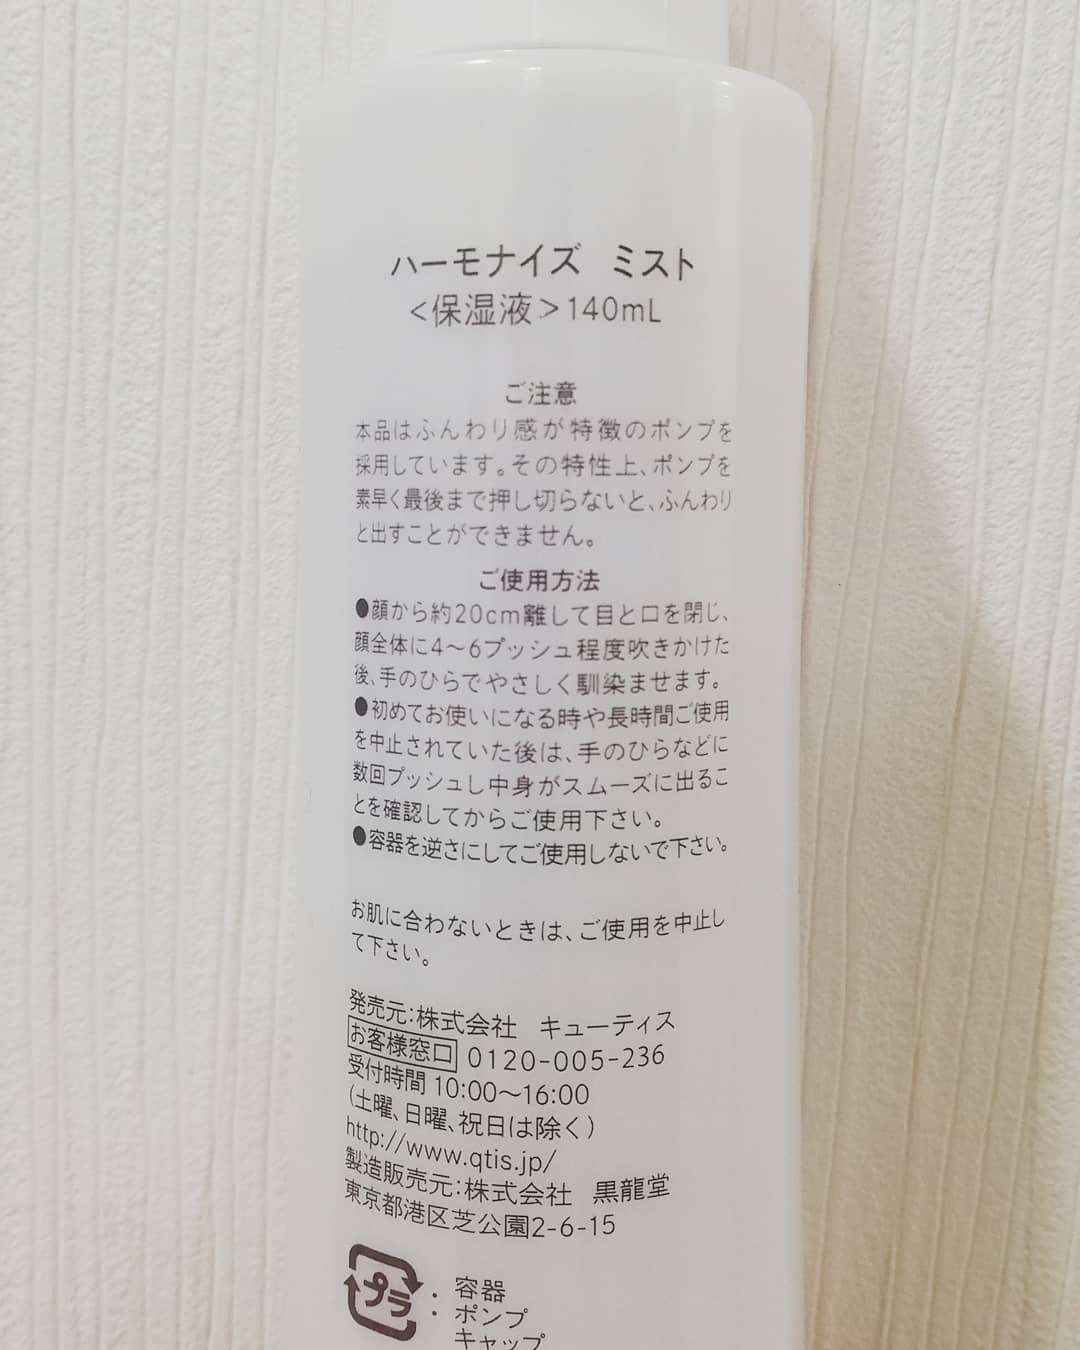 ハーモナイズ ミスト
<保湿液>140mL
ご注意
本品はふんわり感が特徴のポンプを
採用しています。その特性上、ポンプを
素早く最後まで押し切らないと、ふんわり
と出すことができません。
ご使用方法
●顔から約20cm離して目と口を閉じ、
顔全体に4～6プッシュ程度吹きかけた
後、手のひらでやさしく馴染ませます。
●初めてお使いになる時や長時間ご使用
を中止されていた後は、手のひらなどに
数回プッシュし中身がスムーズに出るこ
とを確認してからご使用下さい。
●容器を逆さにしてご使用しないで下さい。
お肌に合わないときは、ご使用を中止し
て下さい。
発売元:株式会社 キューティス
お客様窓口 0120-005-236
受付時間 10:00～16:00
(土曜、日曜、祝日は除く)
http://www.qtis.jp/
製造販売元:株式会社 黒龍堂
東京都港区芝公園2-6-15
プラ : 容器
ポンプ
キャップ